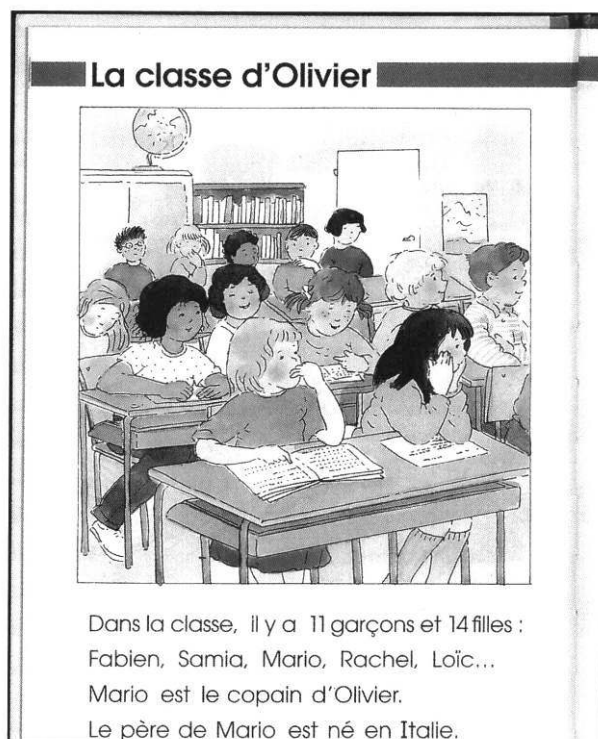 La classe d'Olivier
Dans la classe, il y a 11 garçons et 14 filles :
Fabien, Samia, Mario, Rachel, Loïc...
Mario est le copain d'Olivier.
Le père de Mario est né en Italie.